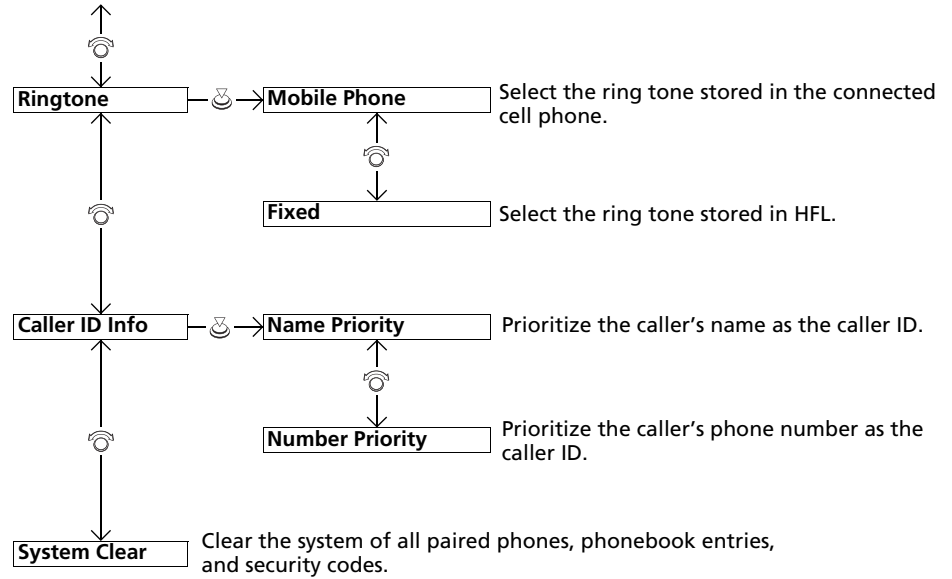 Ringtone
Mobile Phone
Select the ring tone stored in the connected
cell phone.
Fixed
Select the ring tone stored in HFL.
Caller ID Info
Name Priority
Prioritize the caller’s name as the caller ID.
Number Priority
Prioritize the caller’s phone number as the
caller ID.
System Clear
Clear the system of all paired phones, phonebook entries,
and security codes.